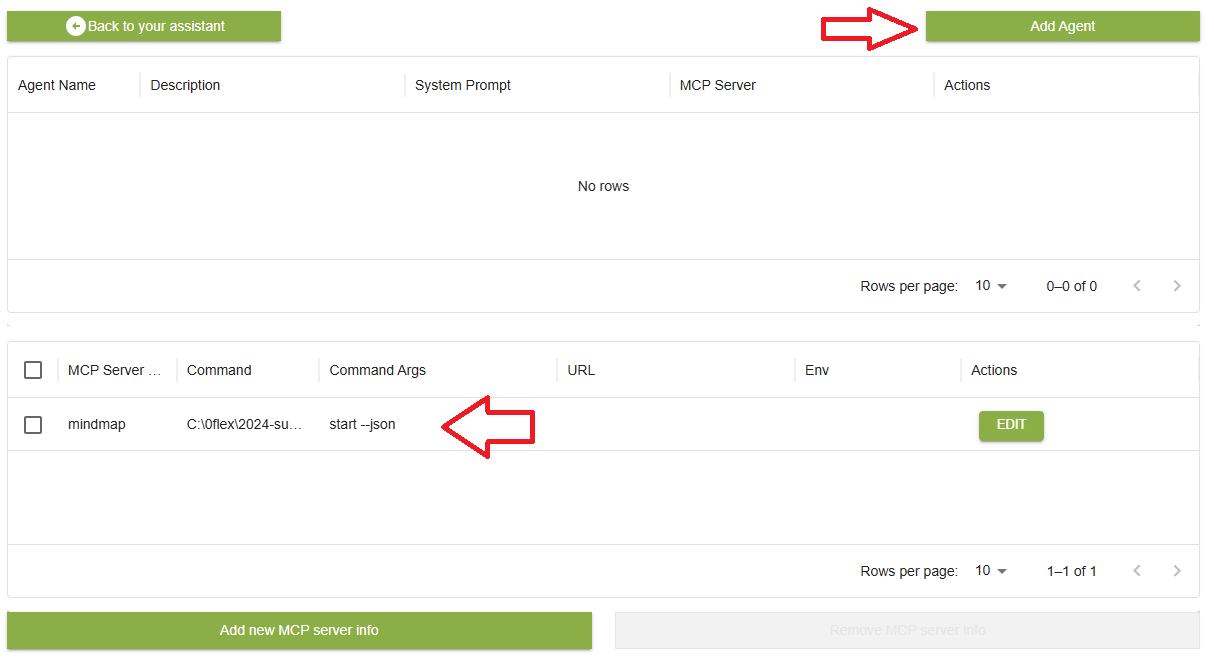 Back to your assistant
Add Agent
Agent Name Description System Prompt MCP Server Actions
No rows
Rows per page: 10 0–0 of 0
MCP Server ... Command Command Args URL Env Actions
mindmap C:\0flex\2024-su... start --json EDIT
Rows per page: 10 1–1 of 1
Add new MCP server info Remove MCP server info